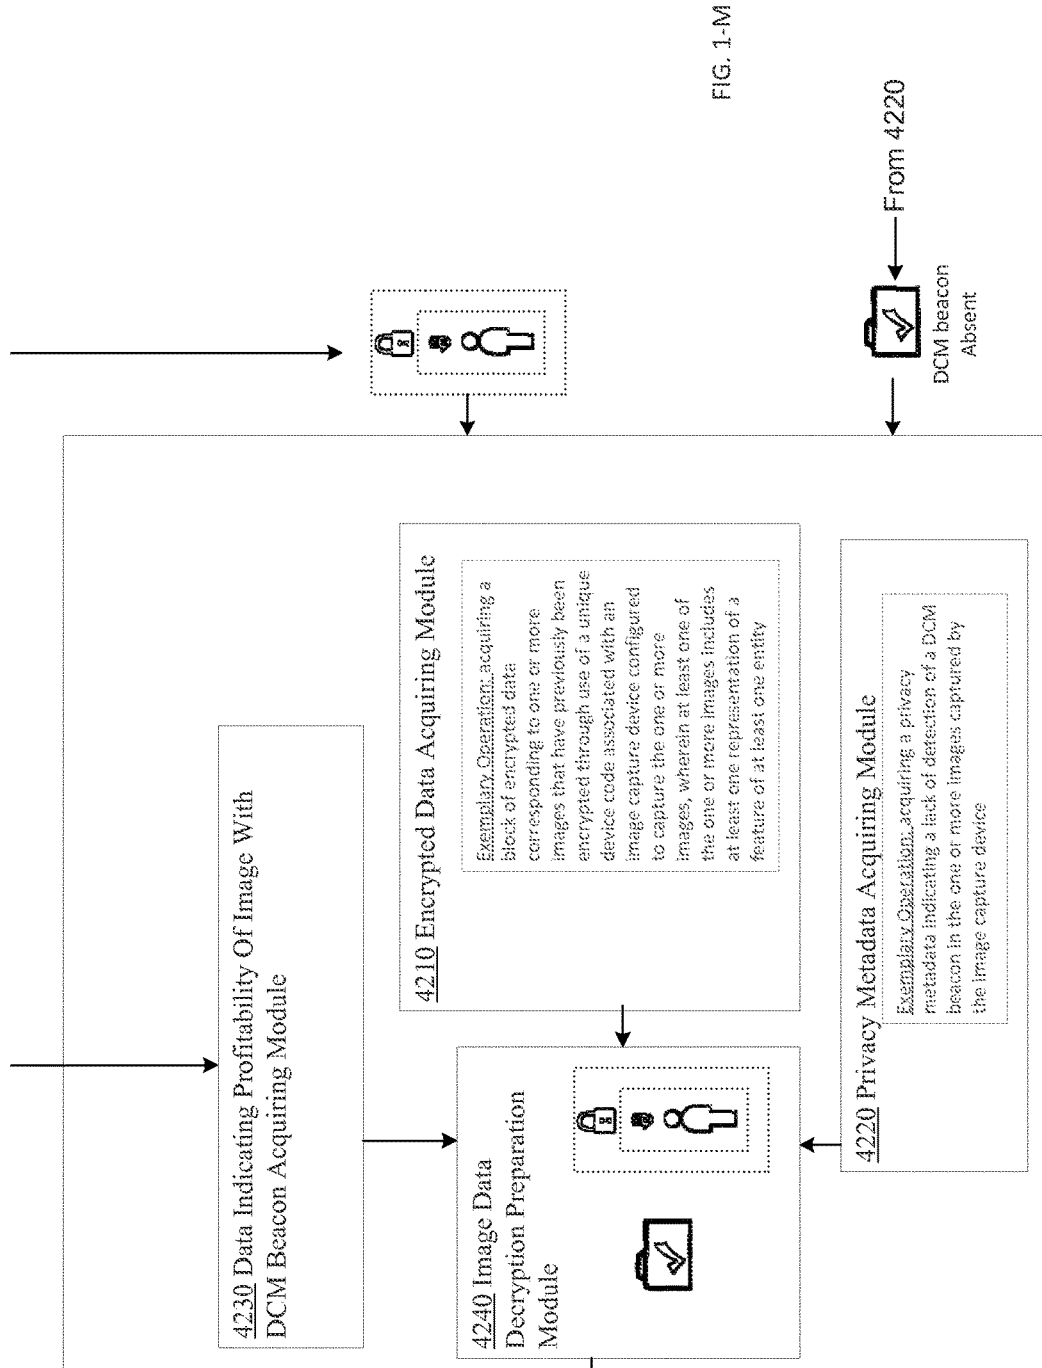 4230 Data Indicating Profitability Of Image With
DCM Beacon Acquiring Module
4240 Image Data
Decryption Preparation
Module
4210 Encrypted Data Acquiring Module
Exemplary Operation: acquiring a
block of encrypted data
corresponding to one or more
images that have previously been
encrypted through use of a unique
device code associated with an
image capture device configured
to capture the one or more
images, wherein at least one of
the one or more images includes
at least one representation of a
feature of at least one entity
4220 Privacy Metadata Acquiring Module
Exemplary Operation: acquiring a privacy
metadata indicating a lack of detection of a DCM
beacon in the one or more images captured by
the image capture device
DCM beacon
Absent
From 4220
FIG. 1-M